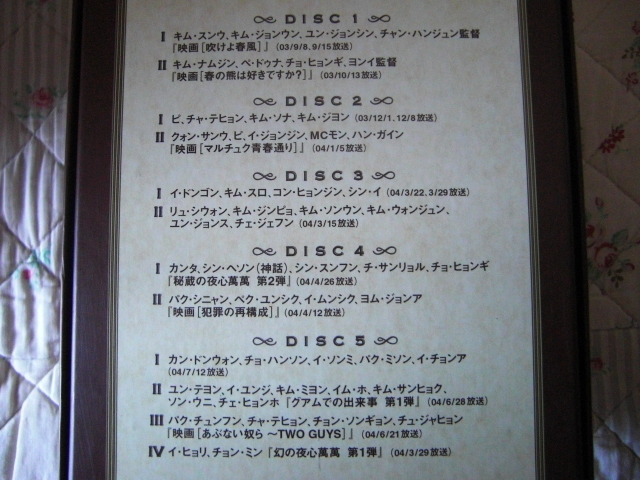 DISC 1
I キム・スンウ、キム・ジョンウン、ユン・ジョンシン、チャン・ハンジュン監督
『映画[吹けよ春風]』(03/9/8、9/15放送)
II キム・ナムジン、ペ・ドゥナ、チョ・ヒョンギ、ヨンイ監督
『映画[春の熊は好きですか?]』(03/10/13放送)
DISC 2
I ピ、チャ・テヒョン、キム・ソナ、キム・ジヨン (03/12/1、12/8放送)
II クォン・サンウ、ピ、イ・ジョンジン、MCモン、ハン・ガイン
『映画[マルチュク青春通り]』(04/1/5放送)
DISC 3
I イ・ドンゴン、キム・スロ、コン・ヒョンジン、シン・イ (04/3/22、3/29放送)
II リュ・シウォン、キム・ジンピョ、キム・ソンウン、キム・ウォンジュン、
ユン・ジョンス、チェ・ジェフン (04/3/15放送)
DISC 4
I カンタ、シン・ヘソン(神話)、シン・スンフン、チ・サンリョル、チョ・ヒョンギ
『秘蔵の夜心萬萬 第2弾』(04/4/26放送)
II パク・シニャン、ペク・ユンシク、イ・ムンシク、ヨム・ジョンア
『映画[犯罪の再構成]』(04/4/12放送)
DISC 5
I カン・ドンウォン、チョ・ハンソン、イ・ソンミ、パク・ミソン、イ・チョンア
(04/7/12放送)
II ユン・テヨン、イ・ユンジ、キム・ミヨン、イム・ホ、キム・サンヒョク、
ソン・ウニ、チェ・ヒョンホ『グアムでの出来事 第1弾』(04/6/28放送)
III パク・チュンフン、チャ・テヒョン、チョン・ソンギョン、チュ・ジャヒョン
『映画[あぶない奴ら ~TWO GUYS]』(04/6/21放送)
IV イ・ヒョリ、チョン・ミン『幻の夜心萬萬 第1弾』(04/3/29放送)